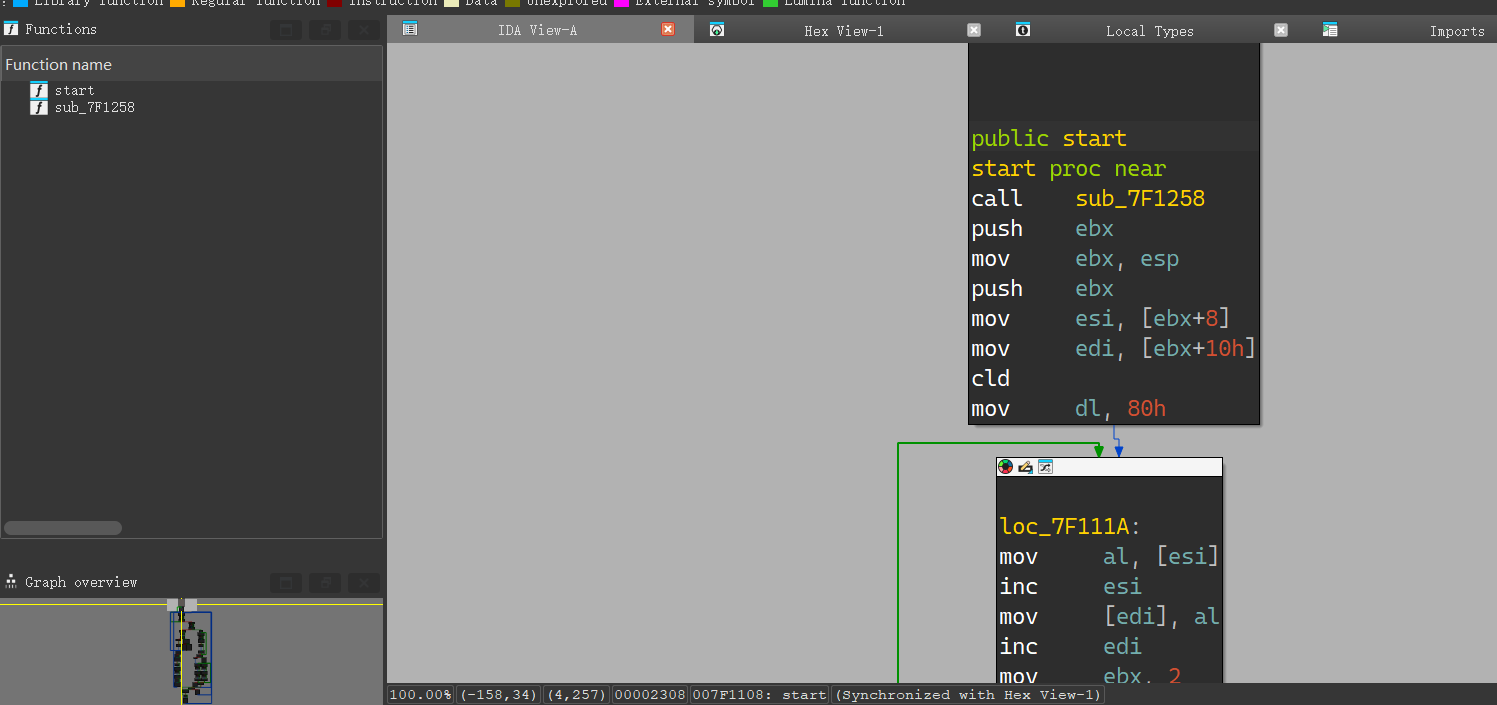 Library function Regular function Instruction Data Unexplored External symbol Lumina function
Functions
Function name
start
sub_7F1258
Graph overview
IDA View-A Hex View-1 Local Types Imports
public start
start proc near
call sub_7F1258
push ebx
mov ebx, esp
push ebx
mov esi, [ebx+8]
mov edi, [ebx+10h]
cld
mov dl, 80h
loc_7F111A:
mov al, [esi]
inc esi
mov [edi], al
inc edi
mov ebx, 2
100.00% (-158,34) (4,257) 00002308 007F1108: start (Synchronized with Hex View-1)